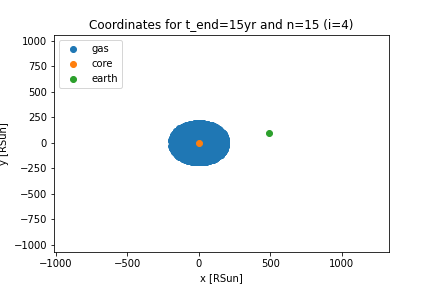 Coordinates for t_end=15yr and n=15 (i=4)
1000
750
500
250
0
−250
−500
−750
−1000
y [RSun]
gas
core
earth
−1000
−500
0
500
1000
x [RSun]